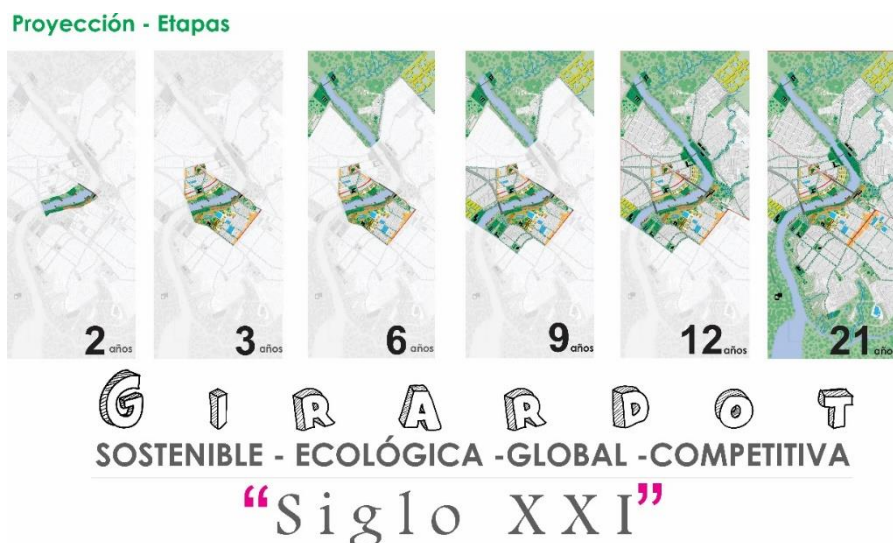 Proyección - Etapas
2 años
3 años
6 años
9 años
12 años
21 años
GIRARDOT
SOSTENIBLE - ECOLÓGICA -GLOBAL -COMPETITIVA
“Siglo XXI”